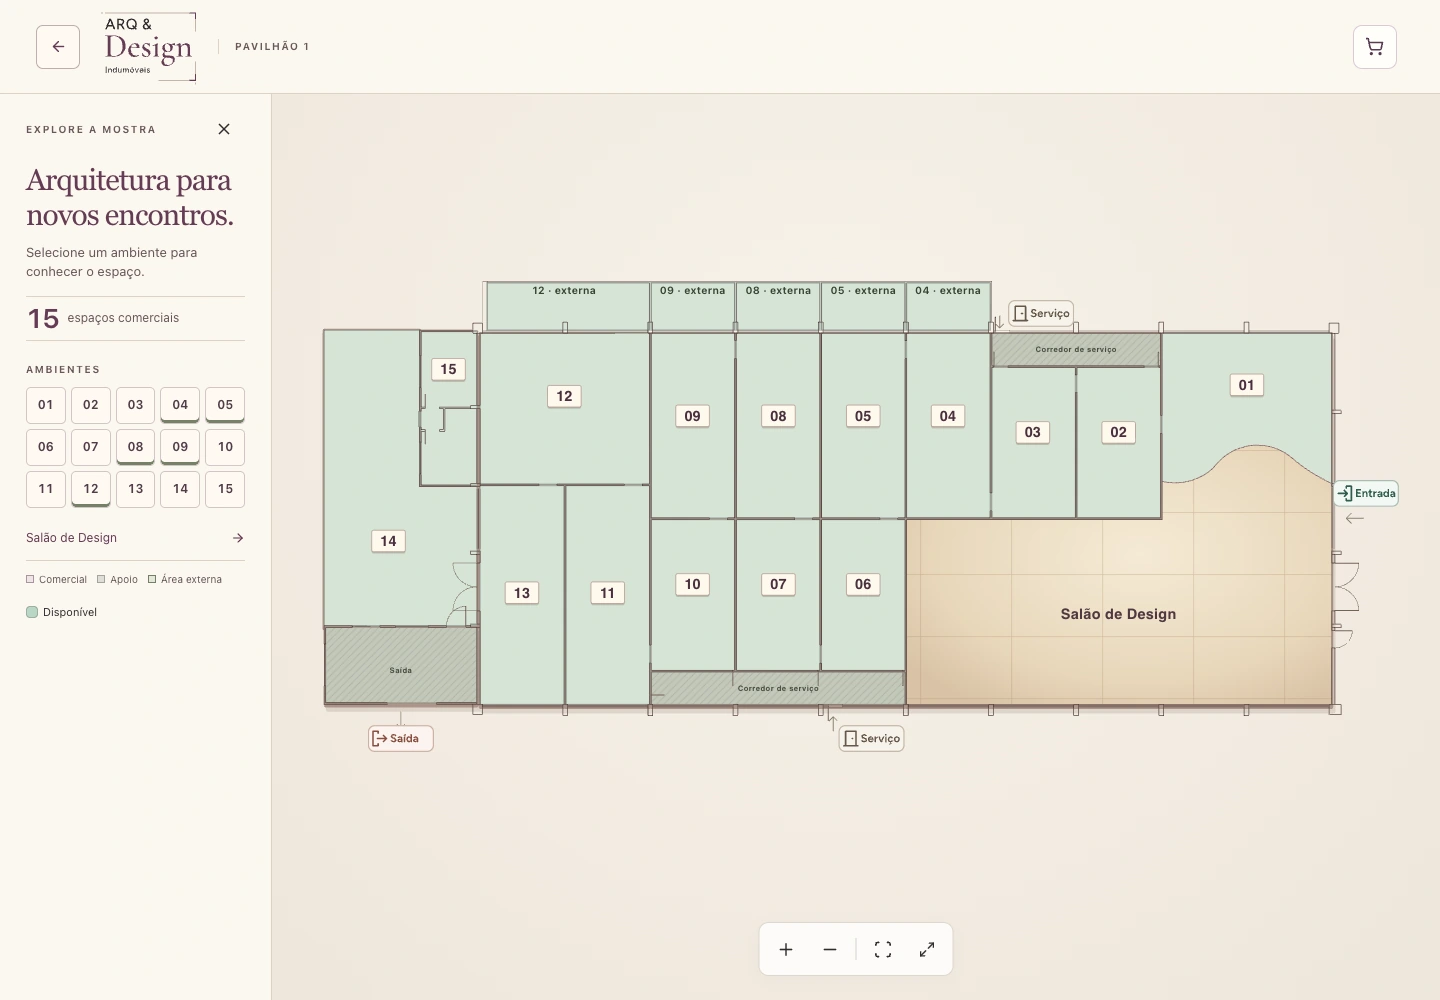 ARQ &
Design
Indumóveis
PAVILHÃO 1
EXPLORE A MOSTRA
Arquitetura para
novos encontros.
Selecione um ambiente para
conhecer o espaço.
15 espaços comerciais
AMBIENTES
01 02 03 04 05
06 07 08 09 10
11 12 13 14 15
Salão de Design
Comercial Apoio Área externa
Disponível
12 · externa 09 · externa 08 · externa 05 · externa 04 · externa
Serviço
Corredor de serviço
15
12
09
08
05
04
03
02
01
Entrada
14
13
11
10
07
06
Salão de Design
Saída
Corredor de serviço
Saída
Serviço